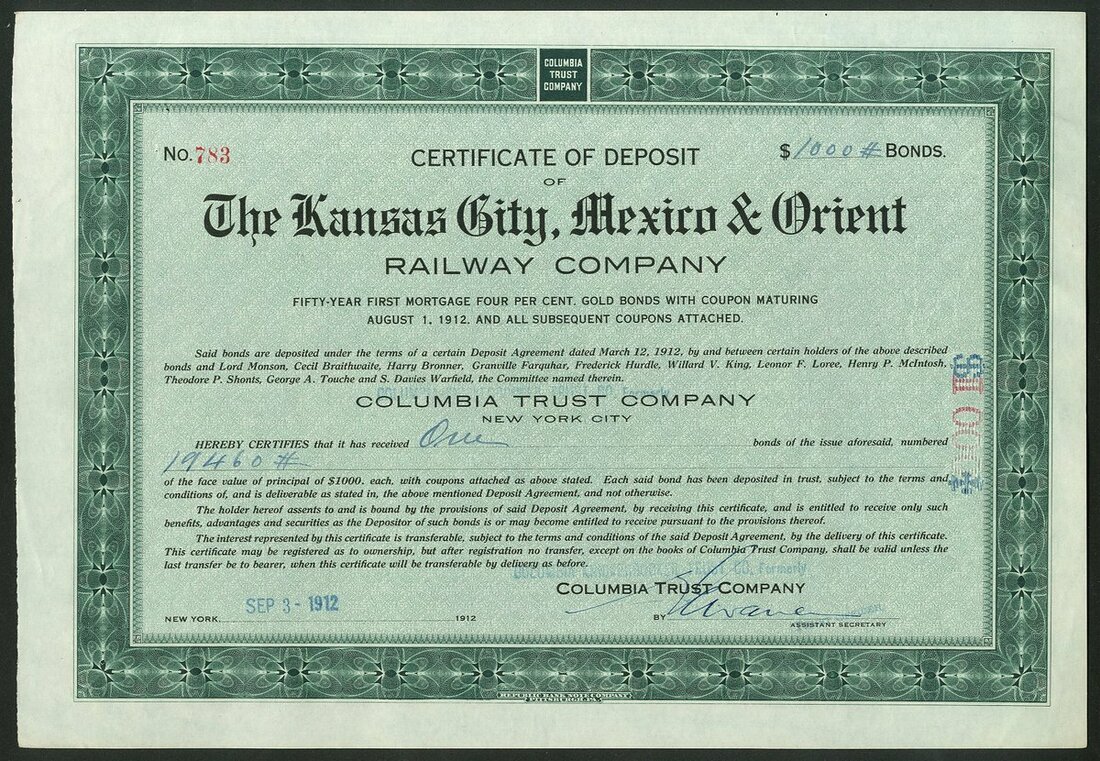 COLUMBIA
TRUST
COMPANY
No. 783
CERTIFICATE OF DEPOSIT
$ 1000 # BONDS.
OF
The Kansas City, Mexico & Orient
RAILWAY COMPANY
FIFTY-YEAR FIRST MORTGAGE FOUR PER CENT. GOLD BONDS WITH COUPON MATURING
AUGUST 1, 1912, AND ALL SUBSEQUENT COUPONS ATTACHED.
Said bonds are deposited under the terms of a certain Deposit Agreement dated March 12, 1912, by and between certain holders of the above described
bonds and Lord Monson, Cecil Braithwaite, Harry Bronner, Granville Farquhar, Frederick Hurdle, Willard V. King, Leonor F. Loree, Henry P. McIntosh,
Theodore P. Shonts, George A. Touche and S. Davies Warfield, the Committee named therein.
Formerly
COLUMBIA TRUST COMPANY
NEW YORK CITY
HEREBY CERTIFIES that it has received One bonds of the issue aforesaid, numbered
19460 #
of the face value of principal of $1000. each, with coupons attached as above stated. Each said bond has been deposited in trust, subject to the terms and
conditions of, and is deliverable as stated in, the above mentioned Deposit Agreement, and not otherwise.
The holder hereof assents to and is bound by the provisions of said Deposit Agreement, by receiving this certificate, and is entitled to receive only such
benefits, advantages and securities as the Depositor of such bonds is or may become entitled to receive pursuant to the provisions thereof.
The interest represented by this certificate is transferable, subject to the terms and conditions of the said Deposit Agreement, by the delivery of this certificate.
This certificate may be registered as to ownership, but after registration no transfer, except on the books of Columbia Trust Company, shall be valid unless the
last transfer be to bearer, when this certificate will be transferable by delivery as before.
CO. Formerly
COLUMBIA TRUST COMPANY
SEP 3 - 1912
NEW YORK, 1912
BY
ASSISTANT SECRETARY
REPUBLIC BANK NOTE COMPANY
PITTSBURGH, PA.